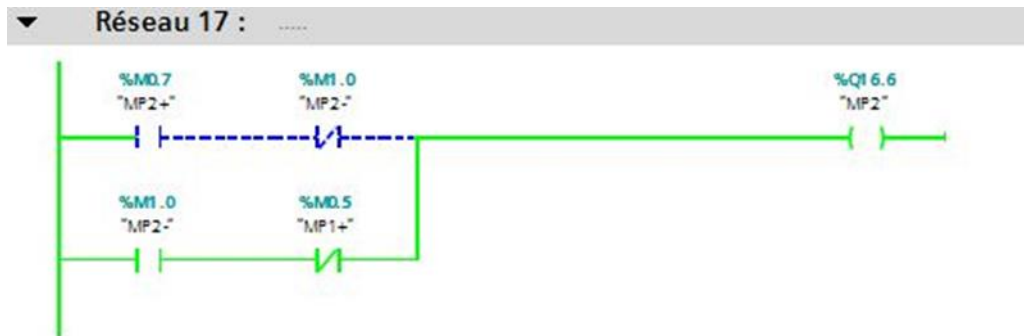 Réseau 17 : .....
%M0.7 %M1.0 %Q16.6
"MP2+" "MP2-" "MP2"
%M1.0 %M0.5
"MP2-" "MP1+"